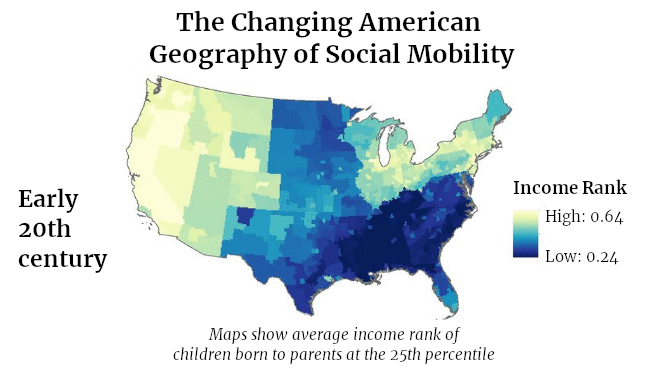 The Changing American
Geography of Social Mobility
Early
20th
century
Income Rank
High: 0.64
Low: 0.24
Maps show average income rank of
children born to parents at the 25th percentile